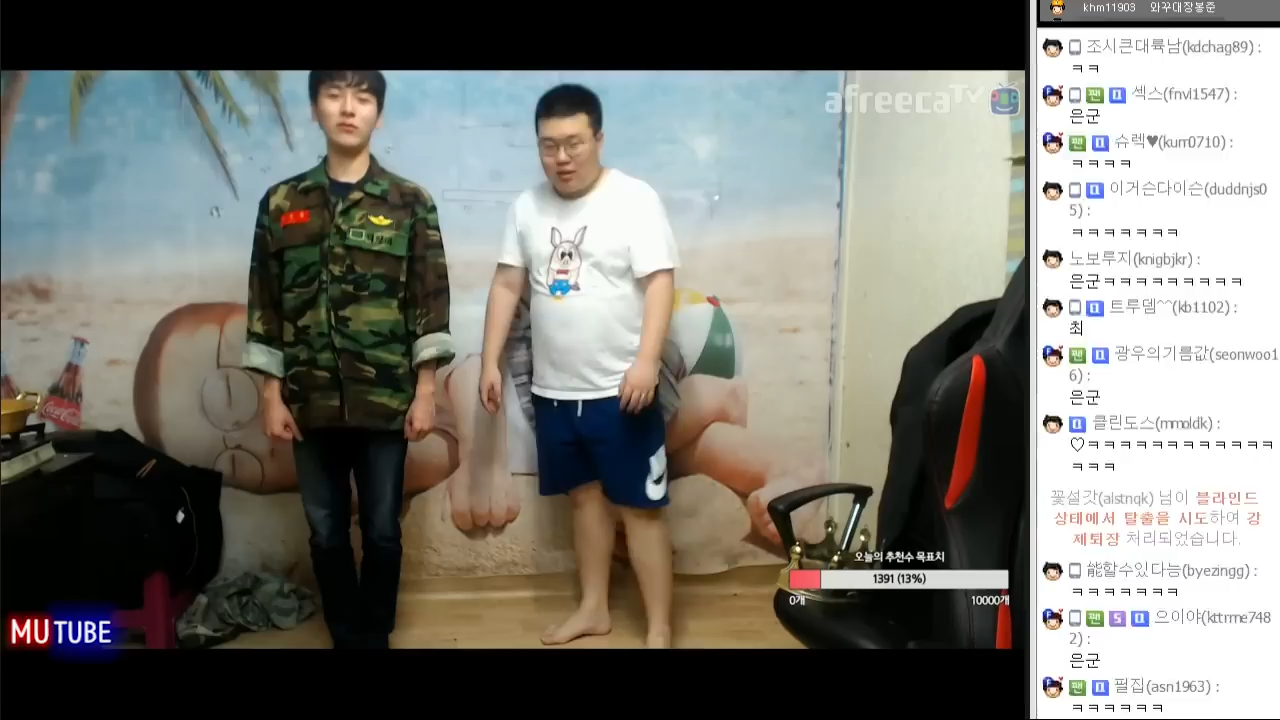 afreecaTV
오늘의 추천수 목표치
1391 (13%)
0개
10000개
MUTUBE
khm11903 와꾸대장봉준
조시큰대륙남(kdchag89) :
ㅋㅋ
섹스(fnvl1547) :
은군
슈렉♥(kurr0710) :
ㅋㅋㅋㅋ
이거슨다이슨(duddnjs0
5) :
ㅋㅋㅋㅋㅋㅋㅋ
노보루지(knigbjkr) :
은군ㅋㅋㅋㅋㅋㅋㅋㅋㅋ
트루뎀^^(kb1102) :
최
광우의기름값(seonwoo1
6) :
은군
클린도스(mmoldk) :
♡ㅋㅋㅋㅋㅋㅋㅋㅋㅋㅋㅋㅋ
ㅋㅋㅋ
꽃설갓(alstnqk) 님이 블라인드
상태에서 탈출을 시도하여 강
제퇴장 처리되었습니다.
能할수있다능(byezingg) :
ㅋㅋㅋㅋㅋㅋㅋ
으이야(kttrme748
2) :
은군
펄집(asn1963) :
ㅋㅋㅋㅋㅋㅋ